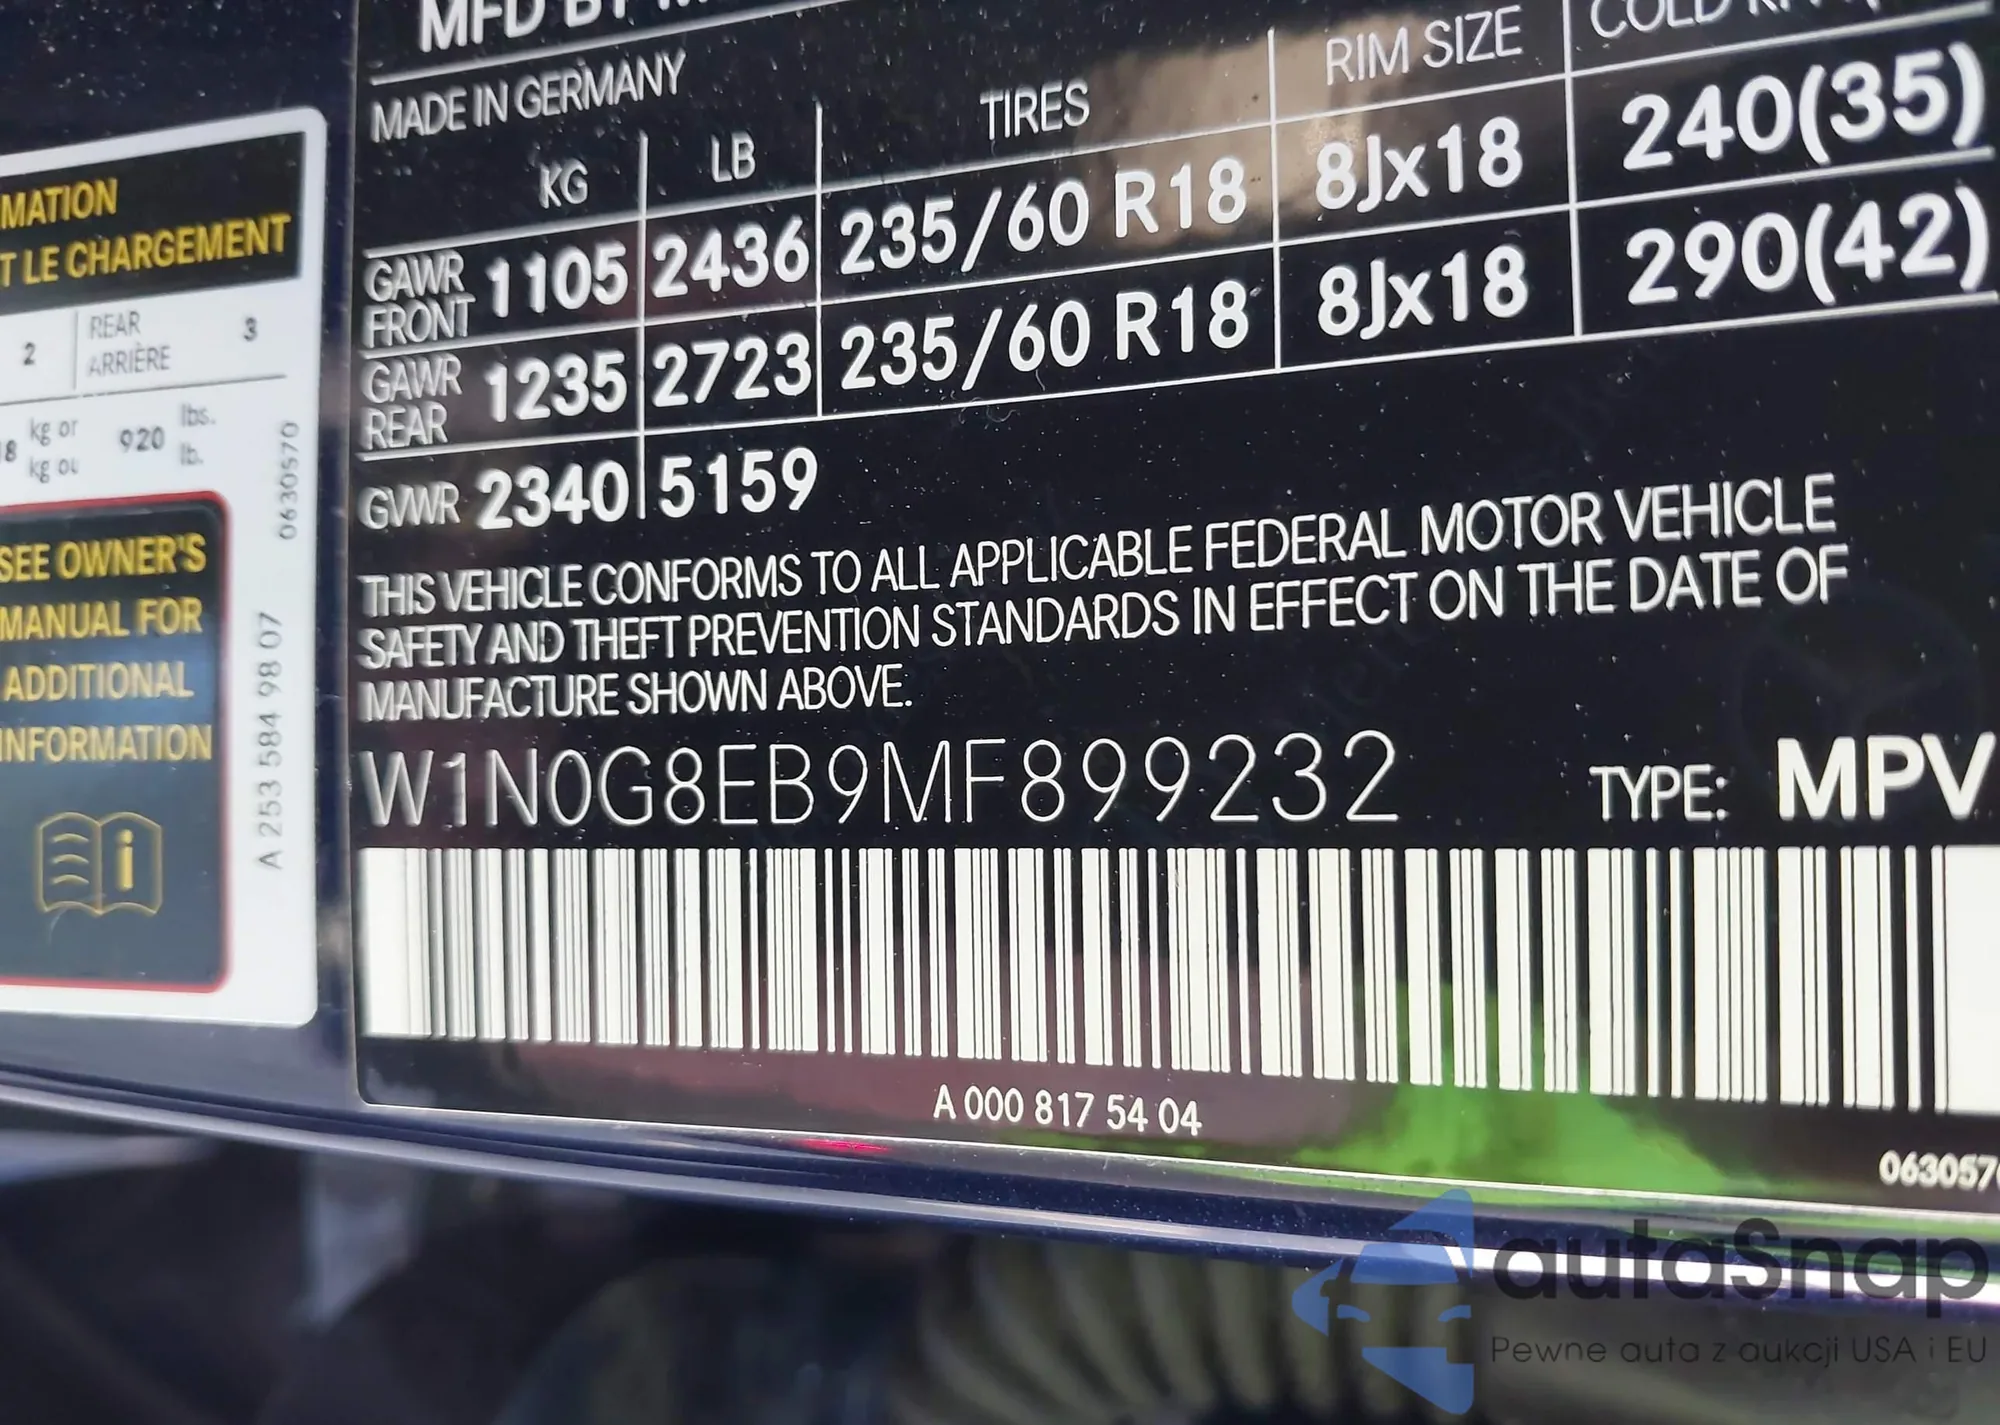 MFD BY
MADE IN GERMANY
KG LB TIRES RIM SIZE COLD
GAWR FRONT 1105 2436 235/60 R18 8Jx18 240(35)
GAWR REAR 1235 2723 235/60 R18 8Jx18 290(42)
GVWR 2340 5159
THIS VEHICLE CONFORMS TO ALL APPLICABLE FEDERAL MOTOR VEHICLE
SAFETY AND THEFT PREVENTION STANDARDS IN EFFECT ON THE DATE OF
MANUFACTURE SHOWN ABOVE.
W1N0G8EB9MF899232 TYPE: MPV
A 000 817 54 04
063057
MATION
T LE CHARGEMENT
2 REAR 3
ARRIÈRE
8 kg or 920 lbs.
kg ou lb.
0630570
SEE OWNER'S
MANUAL FOR
ADDITIONAL
INFORMATION
A 253 584 98 07
autaSnap
Pewne auta z aukcji USA i EU